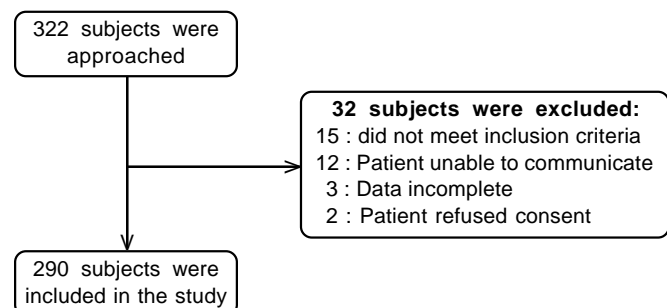 322 subjects were
approached
32 subjects were excluded:
15 : did not meet inclusion criteria
12 : Patient unable to communicate
3 : Data incomplete
2 : Patient refused consent
290 subjects were
included in the study